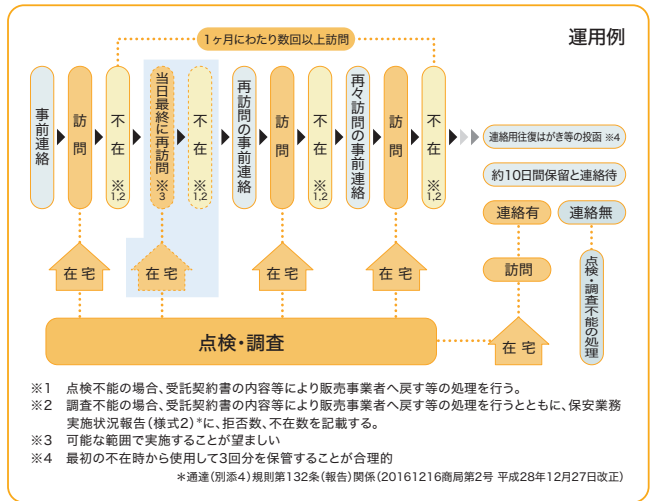 運用例
1ヶ月にわたり数回以上訪問
事前連絡
訪問
不在 ※1,2
当日最終に再訪問 ※3
不在 ※1,2
再訪問の事前連絡
訪問
不在 ※1,2
再々訪問の事前連絡
訪問
不在 ※1,2
連絡用往復はがき等の投函 ※4
約10日間保留と連絡待
連絡有
連絡無
訪問
点検・調査不能の処理
在宅
在宅
在宅
在宅
在宅
点検・調査
※1 点検不能の場合、受託契約書の内容等により販売事業者へ戻す等の処理を行う。
※2 調査不能の場合、受託契約書の内容等により販売事業者へ戻す等の処理を行うとともに、保安業務
実施状況報告(様式2)*に、拒否数、不在数を記載する。
※3 可能な範囲で実施することが望ましい
※4 最初の不在時から使用して3回分を保管することが合理的
*通達(別添4)規則第132条(報告)関係(20161216商局第2号 平成28年12月27日改正)